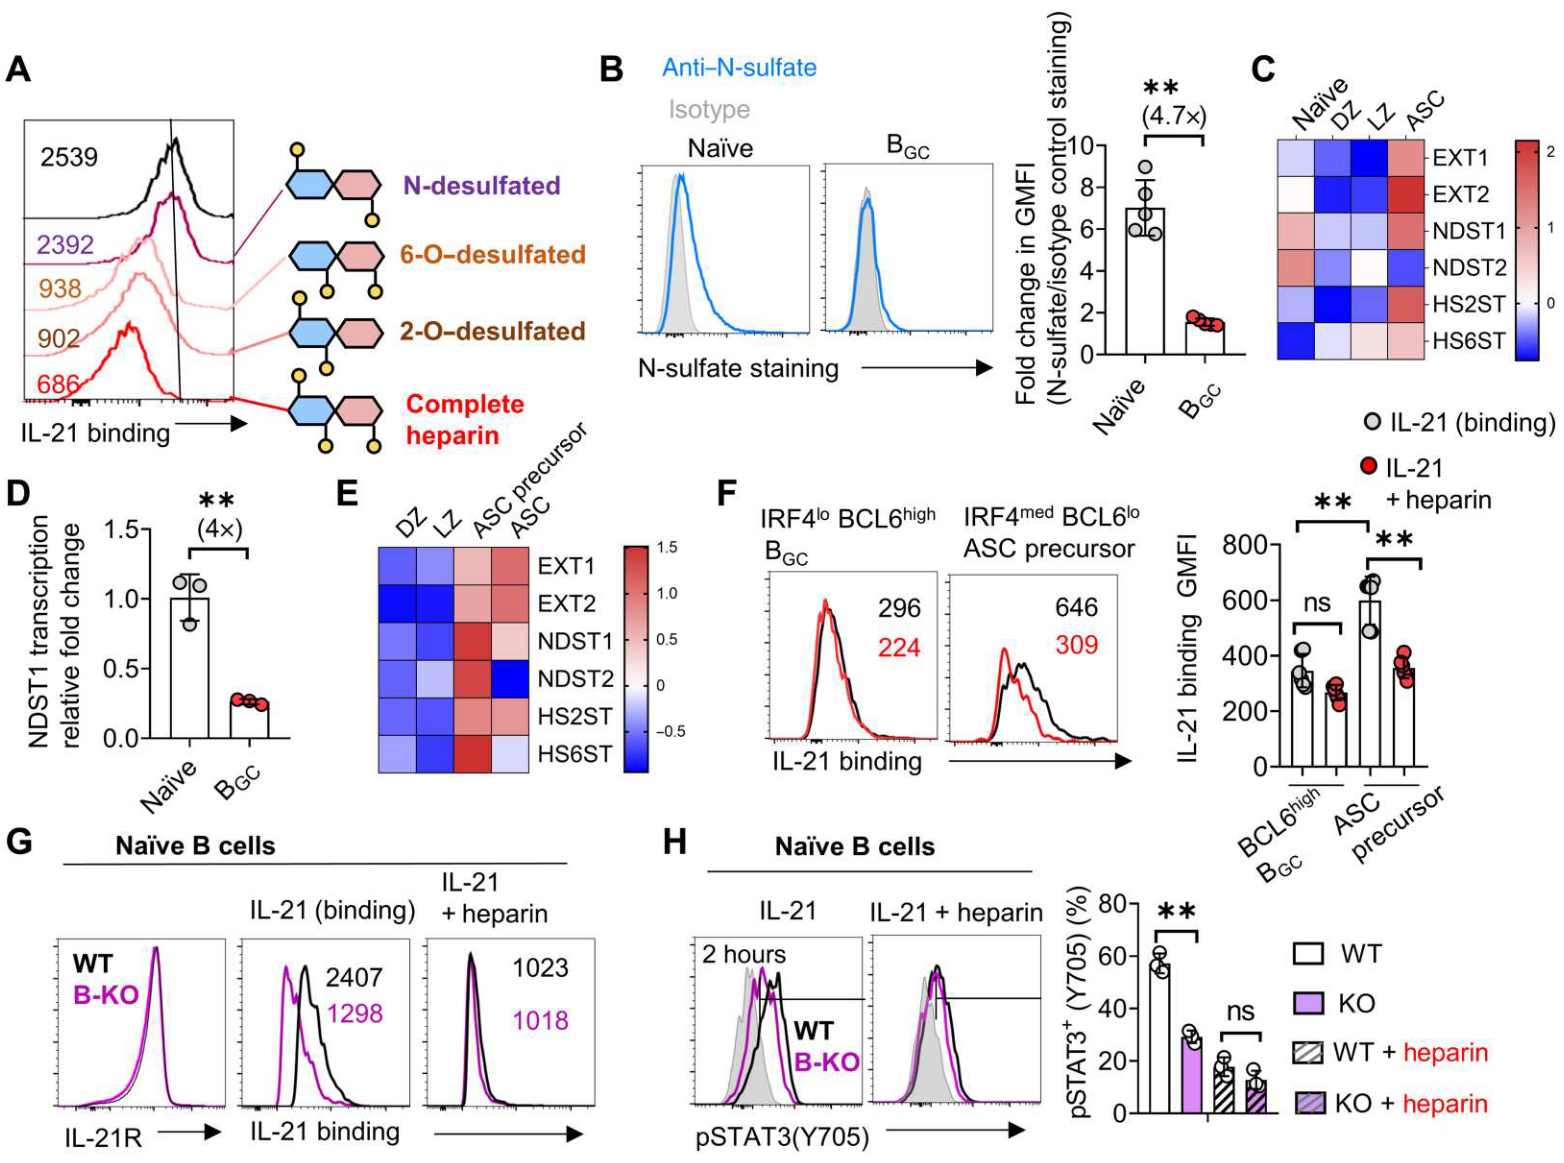 A
2539
2392
938
902
686
IL-21 binding
N-desulfated
6-O–desulfated
2-O–desulfated
Complete
heparin
B
Anti–N-sulfate
Isotype
Naïve
BGC
N-sulfate staining
Fold change in GMFI
(N-sulfate/isotype control staining)
**
(4.7×)
10
8
6
4
2
0
Naïve
BGC
C
Naïve
DZ
LZ
ASC
EXT1
EXT2
NDST1
NDST2
HS2ST
HS6ST
2
1
0
D
NDST1 transcription
relative fold change
**
(4×)
1.5
1.0
0.5
0.0
Naïve
BGC
E
DZ
LZ
ASC precursor
ASC
EXT1
EXT2
NDST1
NDST2
HS2ST
HS6ST
1.5
1.0
0.5
0
–0.5
F
IRF4lo BCL6high
BGC
IRF4med BCL6lo
ASC precursor
296
224
646
309
IL-21 binding
IL-21 (binding)
IL-21
+ heparin
IL-21 binding GMFI
**
**
ns
800
600
400
200
0
BCL6high
BGC
ASC
precursor
G
Naïve B cells
IL-21 (binding)
IL-21
+ heparin
WT
B-KO
2407
1298
1023
1018
IL-21R
IL-21 binding
H
Naïve B cells
IL-21
IL-21 + heparin
2 hours
WT
B-KO
pSTAT3(Y705)
pSTAT3+ (Y705) (%)
**
ns
80
60
40
20
0
WT
KO
WT + heparin
KO + heparin